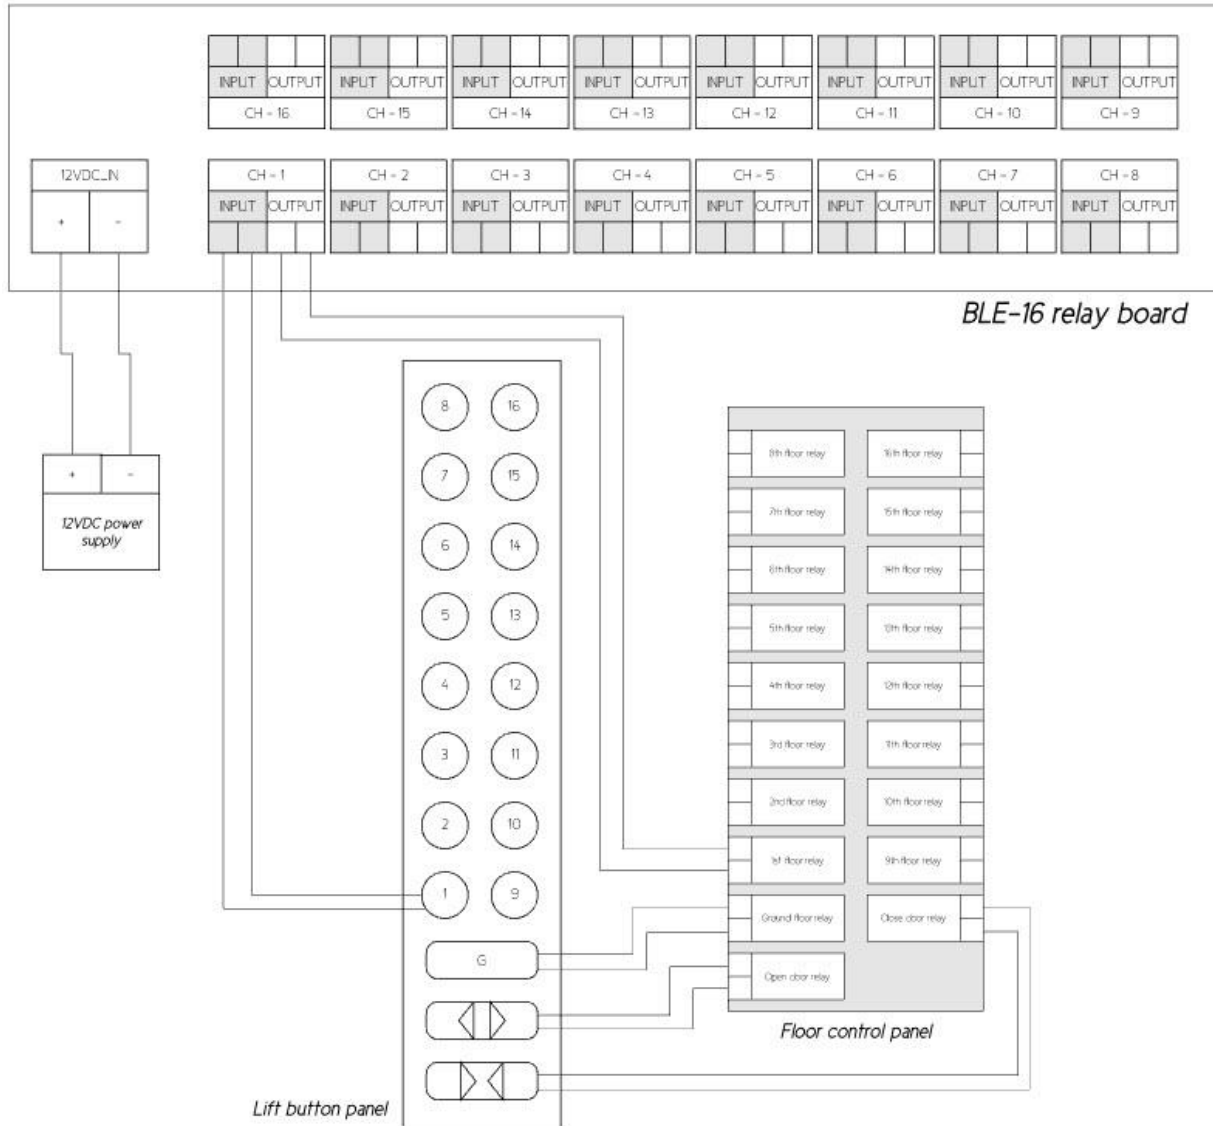 INPUT OUTPUT INPUT OUTPUT INPUT OUTPUT INPUT OUTPUT INPUT OUTPUT INPUT OUTPUT INPUT OUTPUT INPUT OUTPUT
CH - 16 CH - 15 CH - 14 CH - 13 CH - 12 CH - 11 CH - 10 CH - 9
12VDC_IN CH - 1 CH - 2 CH - 3 CH - 4 CH - 5 CH - 6 CH - 7 CH - 8
INPUT OUTPUT INPUT OUTPUT INPUT OUTPUT INPUT OUTPUT INPUT OUTPUT INPUT OUTPUT INPUT OUTPUT INPUT OUTPUT
+ -
BLE-16 relay board
+ -
12VDC power
supply
8 16
7 15
6 14
5 13
4 12
3 11
2 10
1 9
G
Lift button panel
8th floor relay 16th floor relay
7th floor relay 15th floor relay
6th floor relay 14th floor relay
5th floor relay 13th floor relay
4th floor relay 12th floor relay
3rd floor relay 11th floor relay
2nd floor relay 10th floor relay
1st floor relay 9th floor relay
Ground floor relay Close door relay
Open door relay
Floor control panel